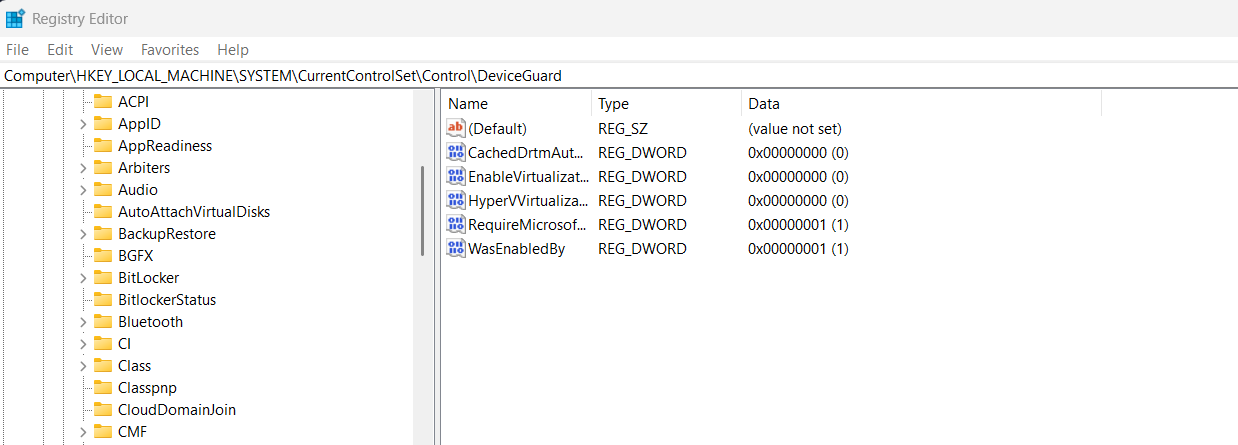 Registry Editor
File Edit View Favorites Help
Computer\HKEY_LOCAL_MACHINE\SYSTEM\CurrentControlSet\Control\DeviceGuard
ACPI
AppID
AppReadiness
Arbiters
Audio
AutoAttachVirtualDisks
BackupRestore
BGFX
BitLocker
BitlockerStatus
Bluetooth
CI
Class
Classpnp
CloudDomainJoin
CMF
Name Type Data
(Default) REG_SZ (value not set)
CachedDrtmAut... REG_DWORD 0x00000000 (0)
EnableVirtualizat... REG_DWORD 0x00000000 (0)
HyperVVirtualiza... REG_DWORD 0x00000000 (0)
RequireMicrosof... REG_DWORD 0x00000001 (1)
WasEnabledBy REG_DWORD 0x00000001 (1)